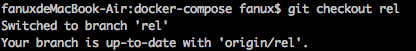 fanuxdeMacBook-Air:docker-compose fanux$ git checkout rel
Switched to branch 'rel'
Your branch is up-to-date with 'origin/rel'.